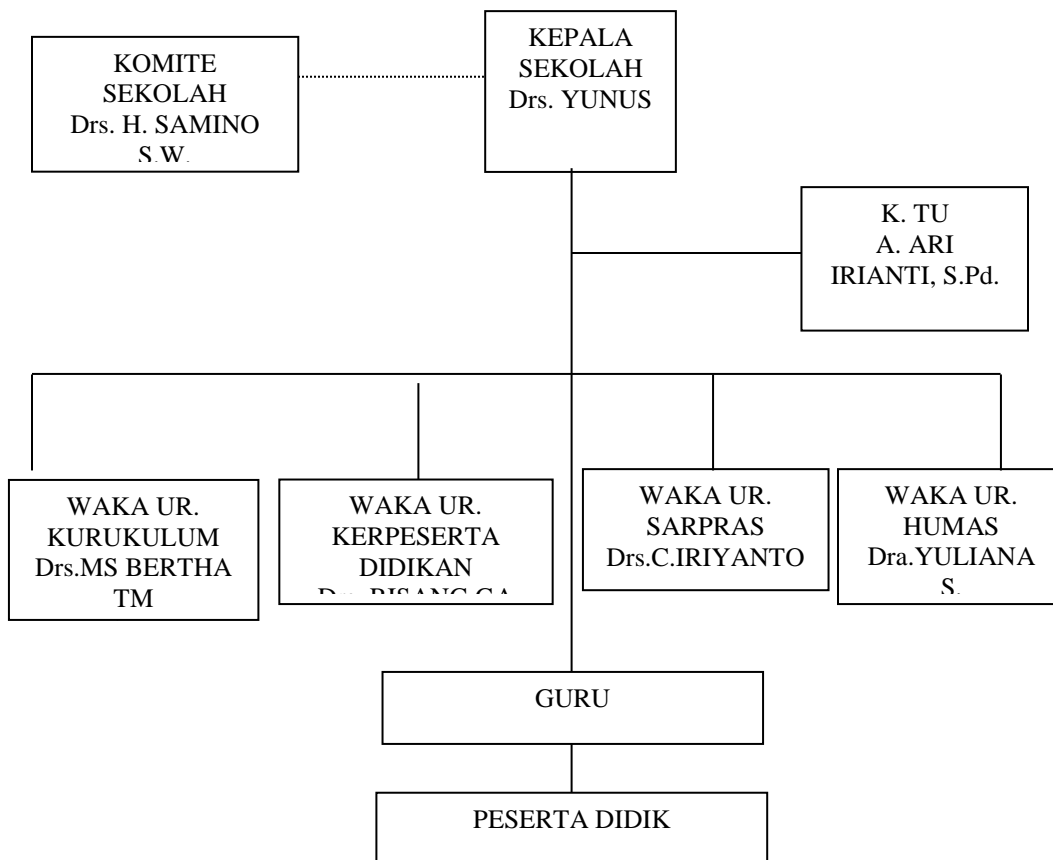 KOMITE
SEKOLAH
Drs. H. SAMINO
S.W.
KEPALA
SEKOLAH
Drs. YUNUS
K. TU
A. ARI
IRIANTI, S.Pd.
WAKA UR.
KURUKULUM
Drs.MS BERTHA
TM
WAKA UR.
KERPESERTA
DIDIKAN
WAKA UR.
SARPRAS
Drs.C.IRIYANTO
WAKA UR.
HUMAS
Dra.YULIANA
S.
GURU
PESERTA DIDIK